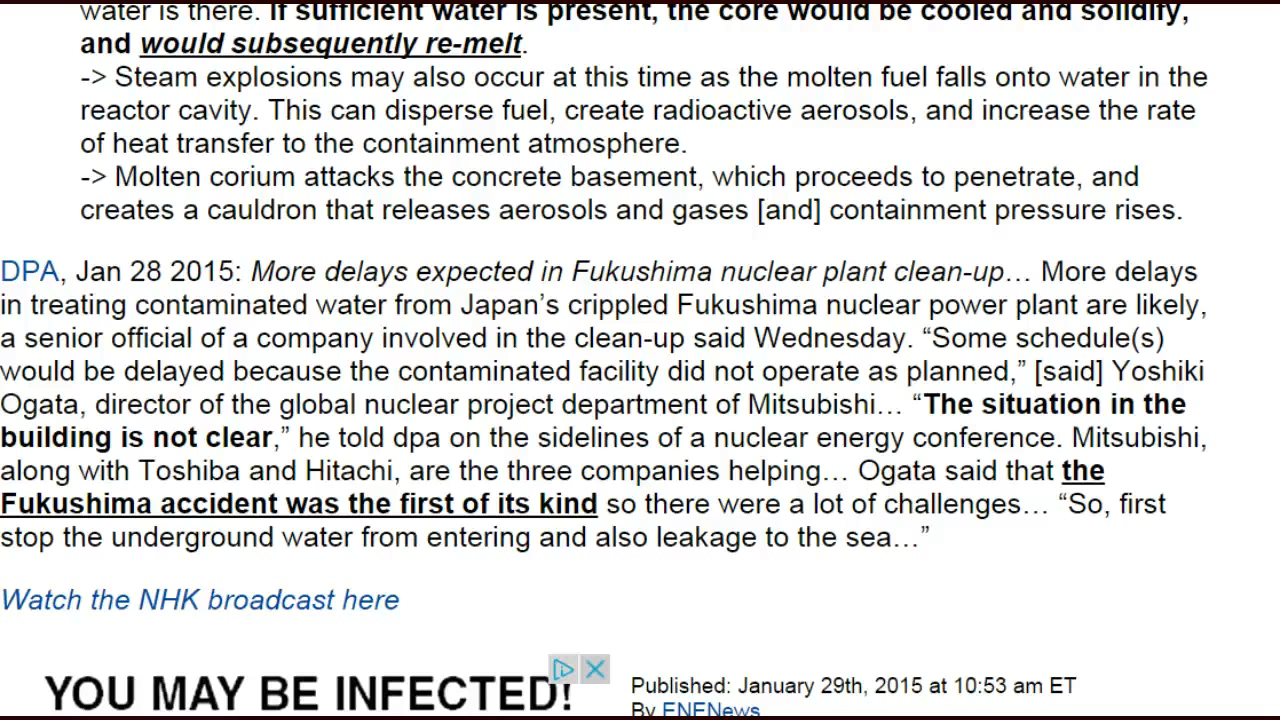 water is there. If sufficient water is present, the core would be cooled and solidify,
and would subsequently re-melt.
-> Steam explosions may also occur at this time as the molten fuel falls onto water in the
reactor cavity. This can disperse fuel, create radioactive aerosols, and increase the rate
of heat transfer to the containment atmosphere.
-> Molten corium attacks the concrete basement, which proceeds to penetrate, and
creates a cauldron that releases aerosols and gases [and] containment pressure rises.
DPA, Jan 28 2015: More delays expected in Fukushima nuclear plant clean-up… More delays
in treating contaminated water from Japan’s crippled Fukushima nuclear power plant are likely,
a senior official of a company involved in the clean-up said Wednesday. “Some schedule(s)
would be delayed because the contaminated facility did not operate as planned,” [said] Yoshiki
Ogata, director of the global nuclear project department of Mitsubishi… “The situation in the
building is not clear,” he told dpa on the sidelines of a nuclear energy conference. Mitsubishi,
along with Toshiba and Hitachi, are the three companies helping… Ogata said that the
Fukushima accident was the first of its kind so there were a lot of challenges… “So, first
stop the underground water from entering and also leakage to the sea…”
Watch the NHK broadcast here
YOU MAY BE INFECTED!
Published: January 29th, 2015 at 10:53 am ET
By ENENews